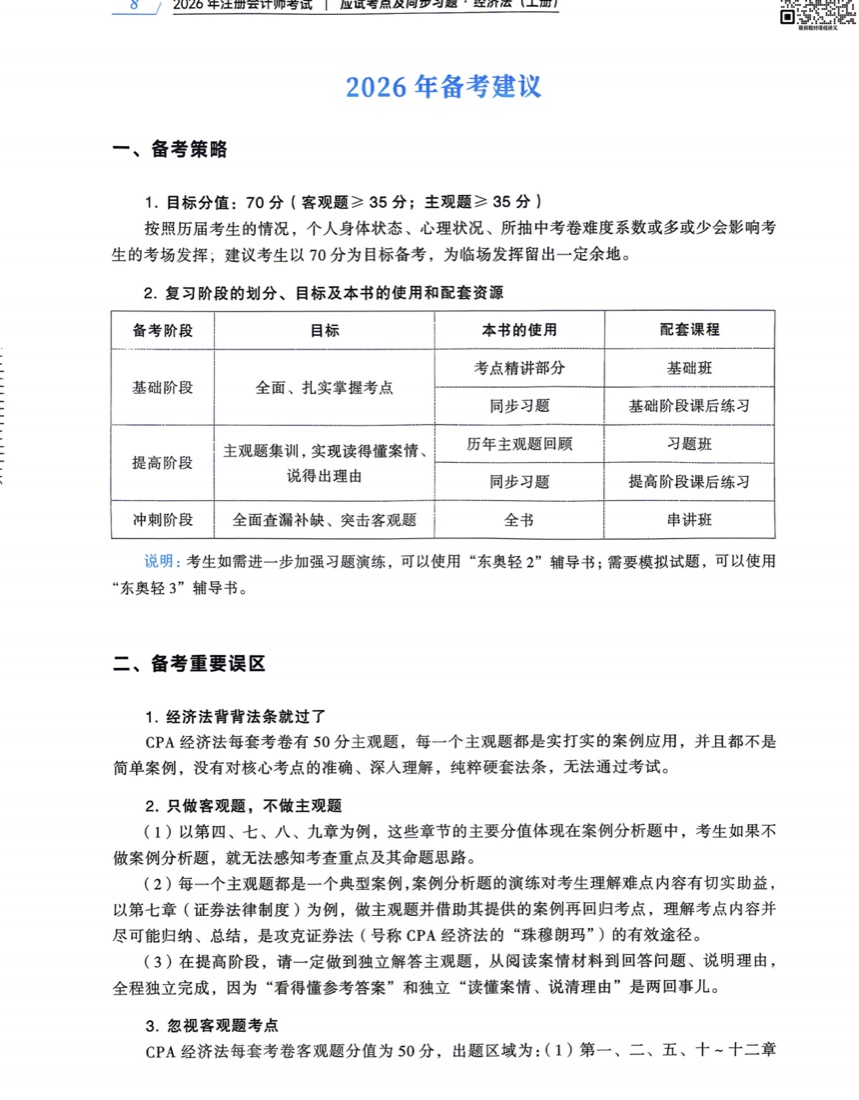 8 2026年注册会计师考试 | 应试考点及同步习题·经济法（上册）
2026 年备考建议
一、备考策略
1. 目标分值：70 分（客观题≥ 35 分；主观题≥ 35 分）
按照历届考生的情况，个人身体状态、心理状况、所抽中考卷难度系数或多或少会影响考
生的考场发挥；建议考生以 70 分为目标备考，为临场发挥留出一定余地。
2. 复习阶段的划分、目标及本书的使用和配套资源
备考阶段 目标 本书的使用 配套课程
基础阶段 全面、扎实掌握考点 考点精讲部分 基础班
同步习题 基础阶段课后练习
提高阶段 主观题集训，实现读得懂案情、说得出理由 历年主观题回顾 习题班
同步习题 提高阶段课后练习
冲刺阶段 全面查漏补缺、突击客观题 全书 串讲班
说明：考生如需进一步加强习题演练，可以使用“东奥轻 2”辅导书；需要模拟试题，可以使用
“东奥轻 3”辅导书。
二、备考重要误区
1. 经济法背背法条就过了
CPA 经济法每套考卷有 50 分主观题，每一个主观题都是实打实的案例应用，并且都不是
简单案例，没有对核心考点的准确、深入理解，纯粹硬套法条，无法通过考试。
2. 只做客观题，不做主观题
（1）以第四、七、八、九章为例，这些章节的主要分值体现在案例分析题中，考生如果不
做案例分析题，就无法感知考查重点及其命题思路。
（2）每一个主观题都是一个典型案例，案例分析题的演练对考生理解难点内容有切实助益，
以第七章（证券法律制度）为例，做主观题并借助其提供的案例再回归考点，理解考点内容并
尽可能归纳、总结，是攻克证券法（号称 CPA 经济法的“珠穆朗玛”）的有效途径。
（3）在提高阶段，请一定做到独立解答主观题，从阅读案情材料到回答问题、说明理由，
全程独立完成，因为“看得懂参考答案”和独立“读懂案情、说清理由”是两回事儿。
3. 忽视客观题考点
CPA 经济法每套考卷客观题分值为 50 分，出题区域为：（1）第一、二、五、十～十二章